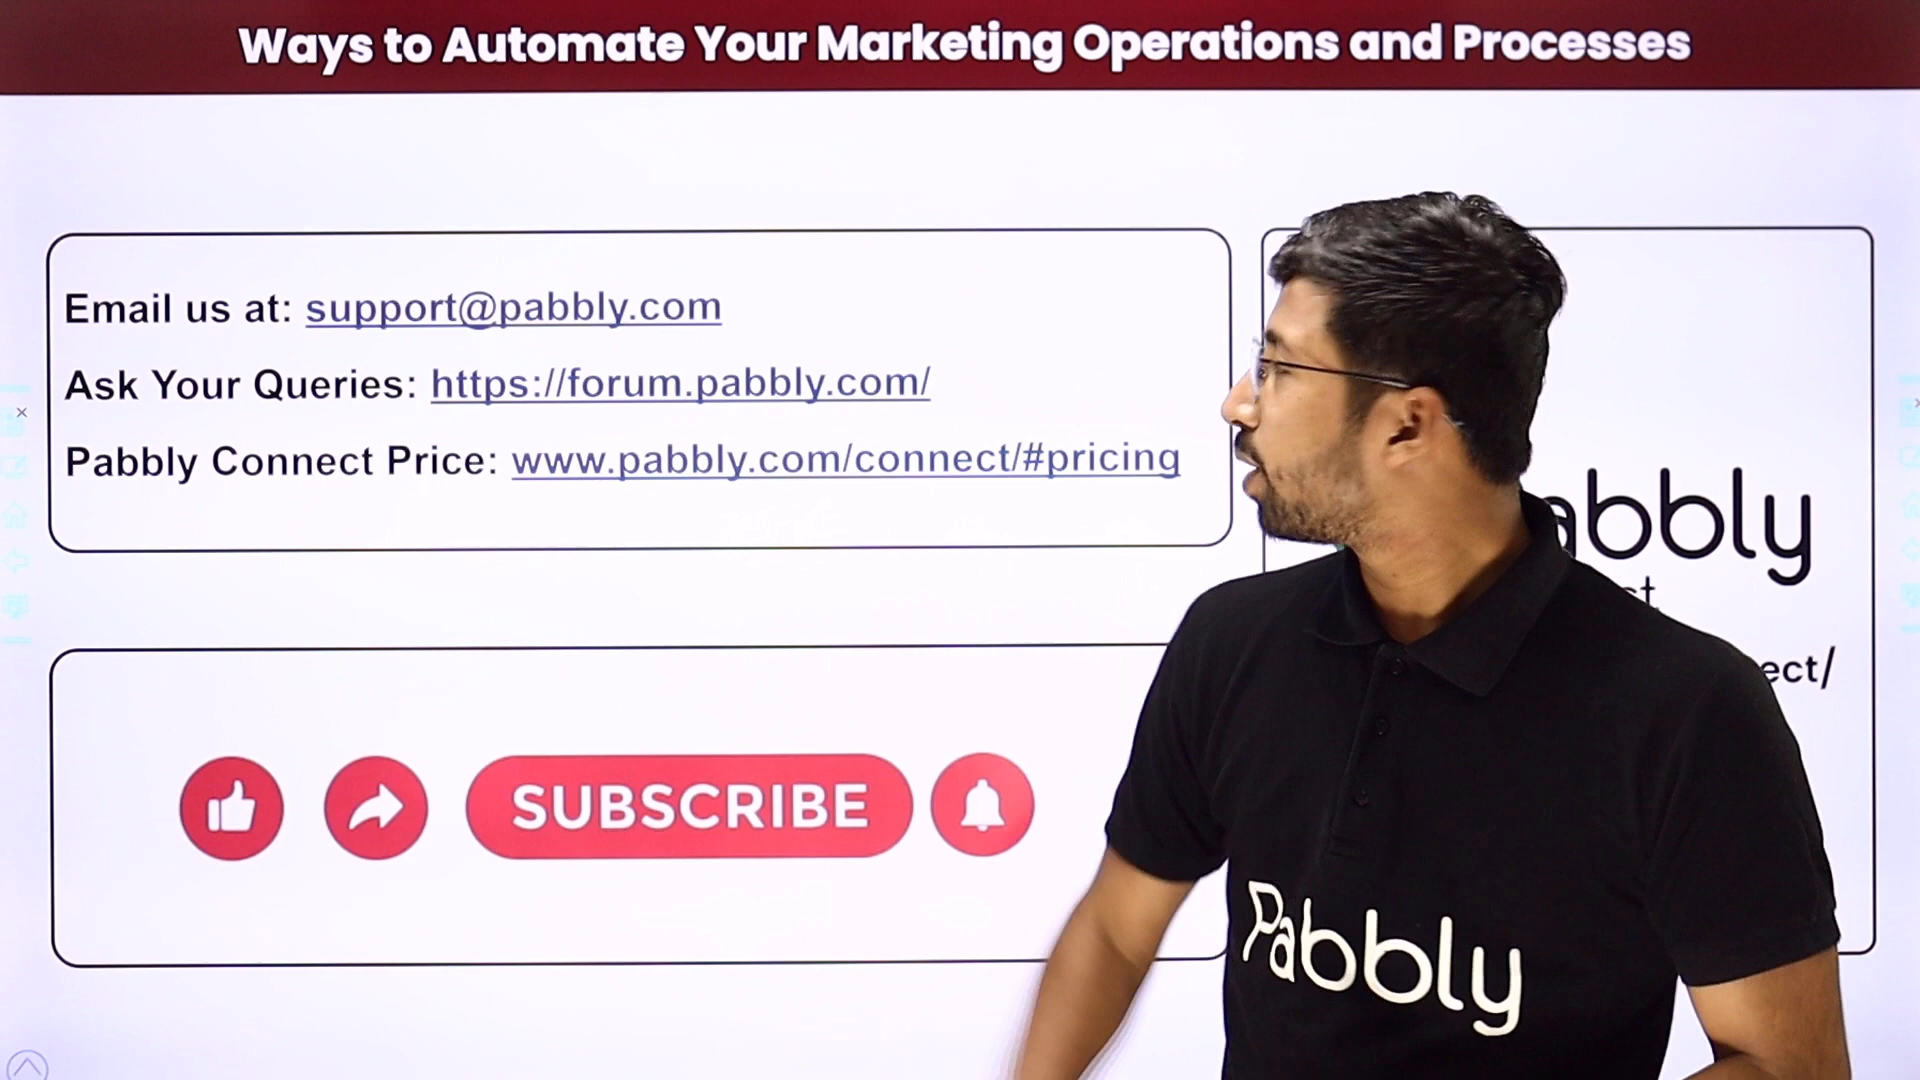 Ways to Automate Your Marketing Operations and Processes
Email us at: support@pabbly.com
Ask Your Queries: https://forum.pabbly.com/
Pabbly Connect Price: www.pabbly.com/connect/#pricing
abbly
ect/
SUBSCRIBE
Pabbly